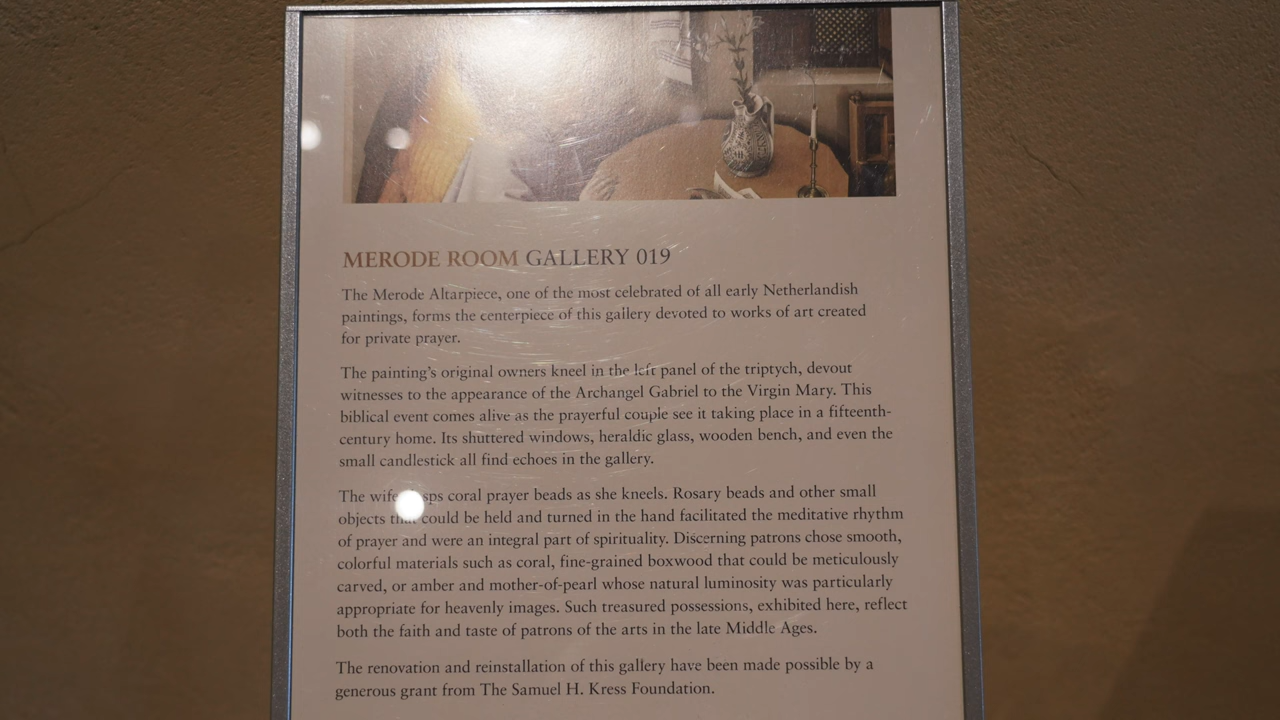 MERODE ROOM GALLERY 019
The Merode Altarpiece, one of the most celebrated of all early Netherlandish
paintings, forms the centerpiece of this gallery devoted to works of art created
for private prayer.
The painting's original owners kneel in the left panel of the triptych, devout
witnesses to the appearance of the Archangel Gabriel to the Virgin Mary. This
biblical event comes alive as the prayerful couple see it taking place in a fifteenth-
century home. Its shuttered windows, heraldic glass, wooden bench, and even the
small candlestick all find echoes in the gallery.
The wife coral prayer beads as she kneels. Rosary beads and other small
objects that could be held and turned in the hand facilitated the meditative rhythm
of prayer and were an integral part of spirituality. Discerning patrons chose smooth,
colorful materials such as coral, fine-grained boxwood that could be meticulously
carved, or amber and mother-of-pearl whose natural luminosity was particularly
appropriate for heavenly images. Such treasured possessions, exhibited here, reflect
both the faith and taste of patrons of the arts in the late Middle Ages.
The renovation and reinstallation of this gallery have been made possible by a
generous grant from The Samuel H. Kress Foundation.